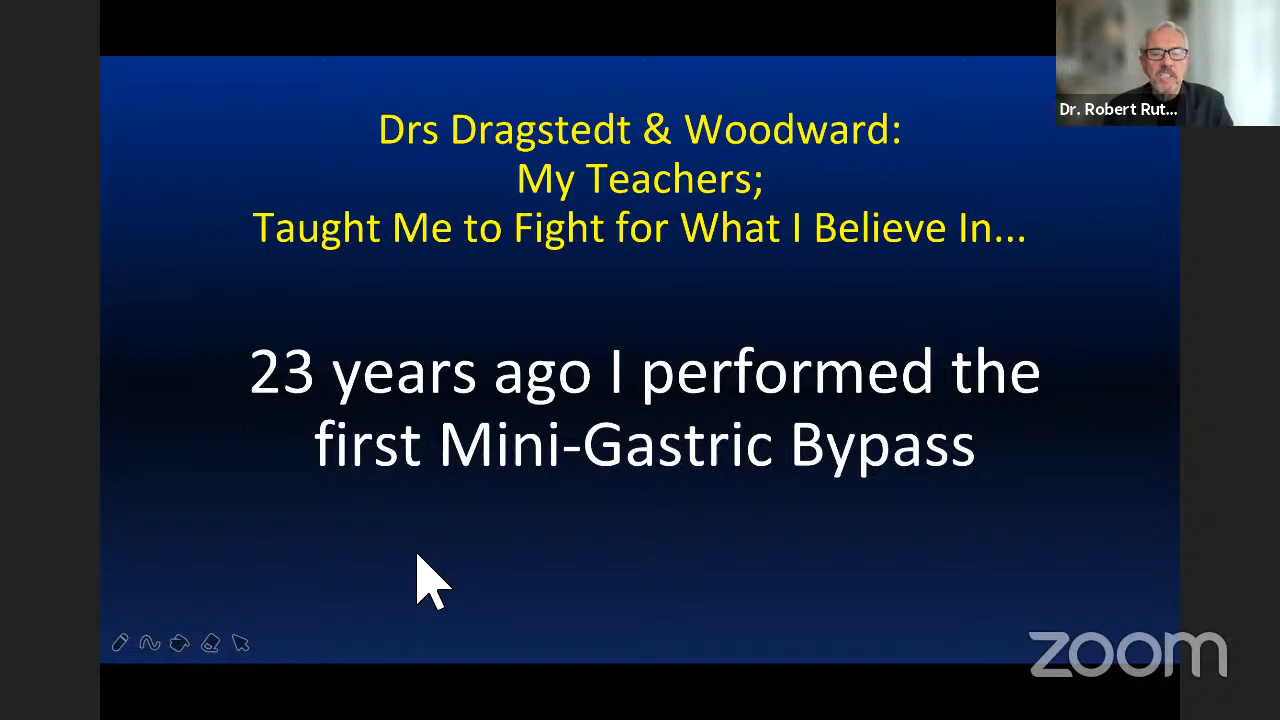 Drs Dragstedt & Woodward:
My Teachers;
Taught Me to Fight for What I Believe In...
23 years ago I performed the
first Mini-Gastric Bypass
Dr. Robert Rut...
zoom